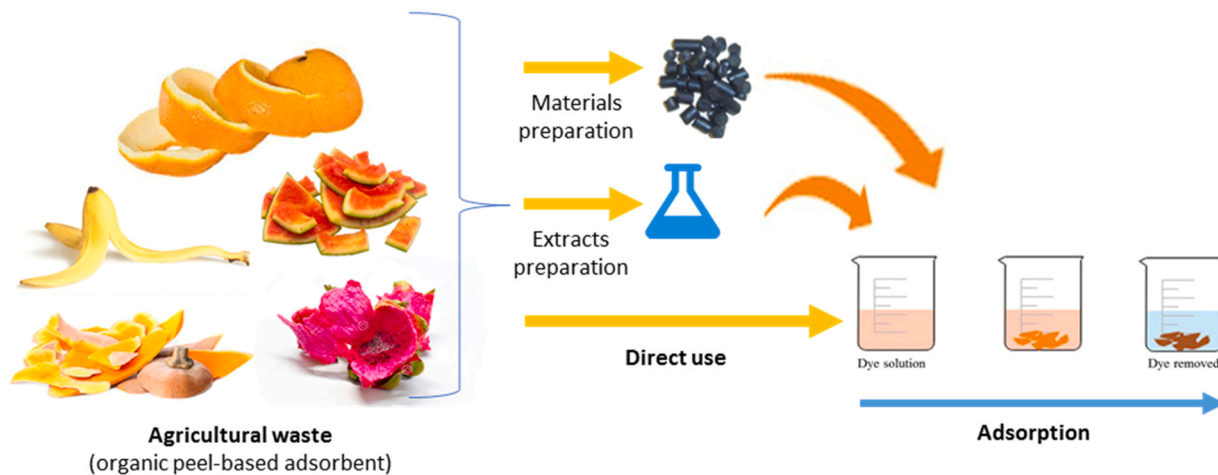 Materials
preparation
Extracts
preparation
Direct use
Dye solution
Dye removed
Adsorption
Agricultural waste
(organic peel-based adsorbent)